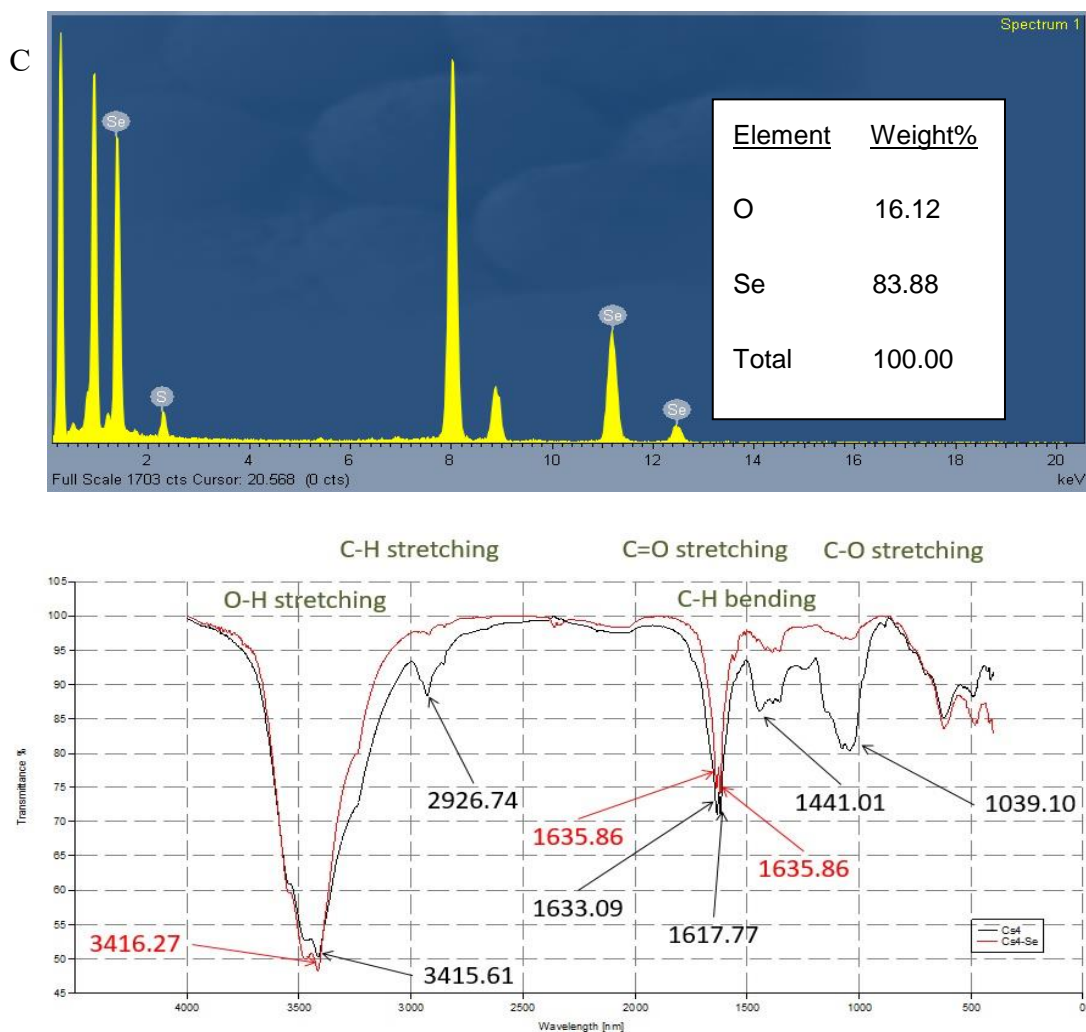 C
Spectrum 1
Se
S
Se
Se
Element Weight%
O 16.12
Se 83.88
Total 100.00
2 4 6 8 10 12 14 16 18 20
Full Scale 1703 cts Cursor: 20.568 (0 cts) keV
C-H stretching C=O stretching C-O stretching
O-H stretching C-H bending
105
100
95
90
85
80
75
70
65
60
55
50
45
Transmittance %
2926.74
1441.01
1039.10
1635.86
1635.86
1633.09
1617.77
3416.27
3415.61
Cs4
Cs4-Se
4000 3500 3000 2500 2000 1500 1000 500 0
Wavelength [nm]